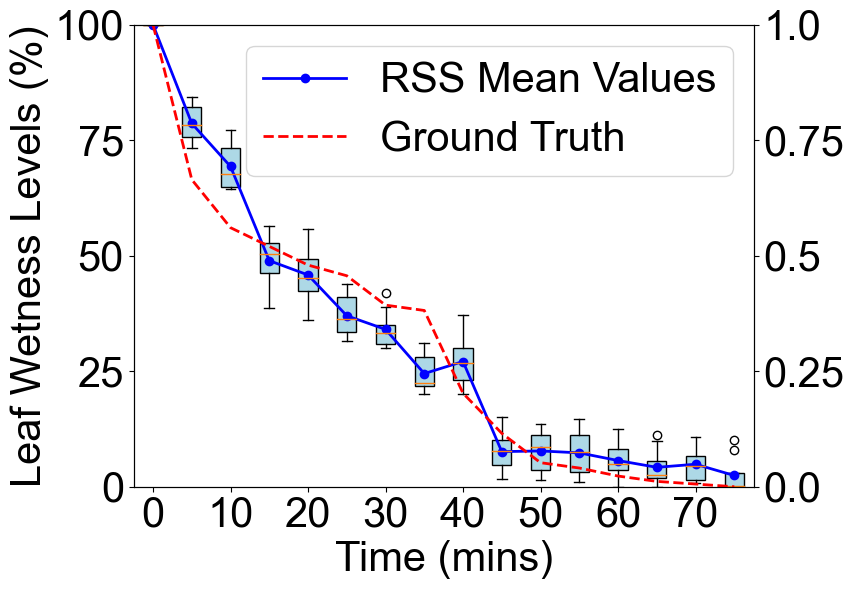 RSS Mean Values
Ground Truth
Leaf Wetness Levels (%)
100
75
50
25
0
1.0
0.75
0.5
0.25
0.0
0 10 20 30 40 50 60 70
Time (mins)